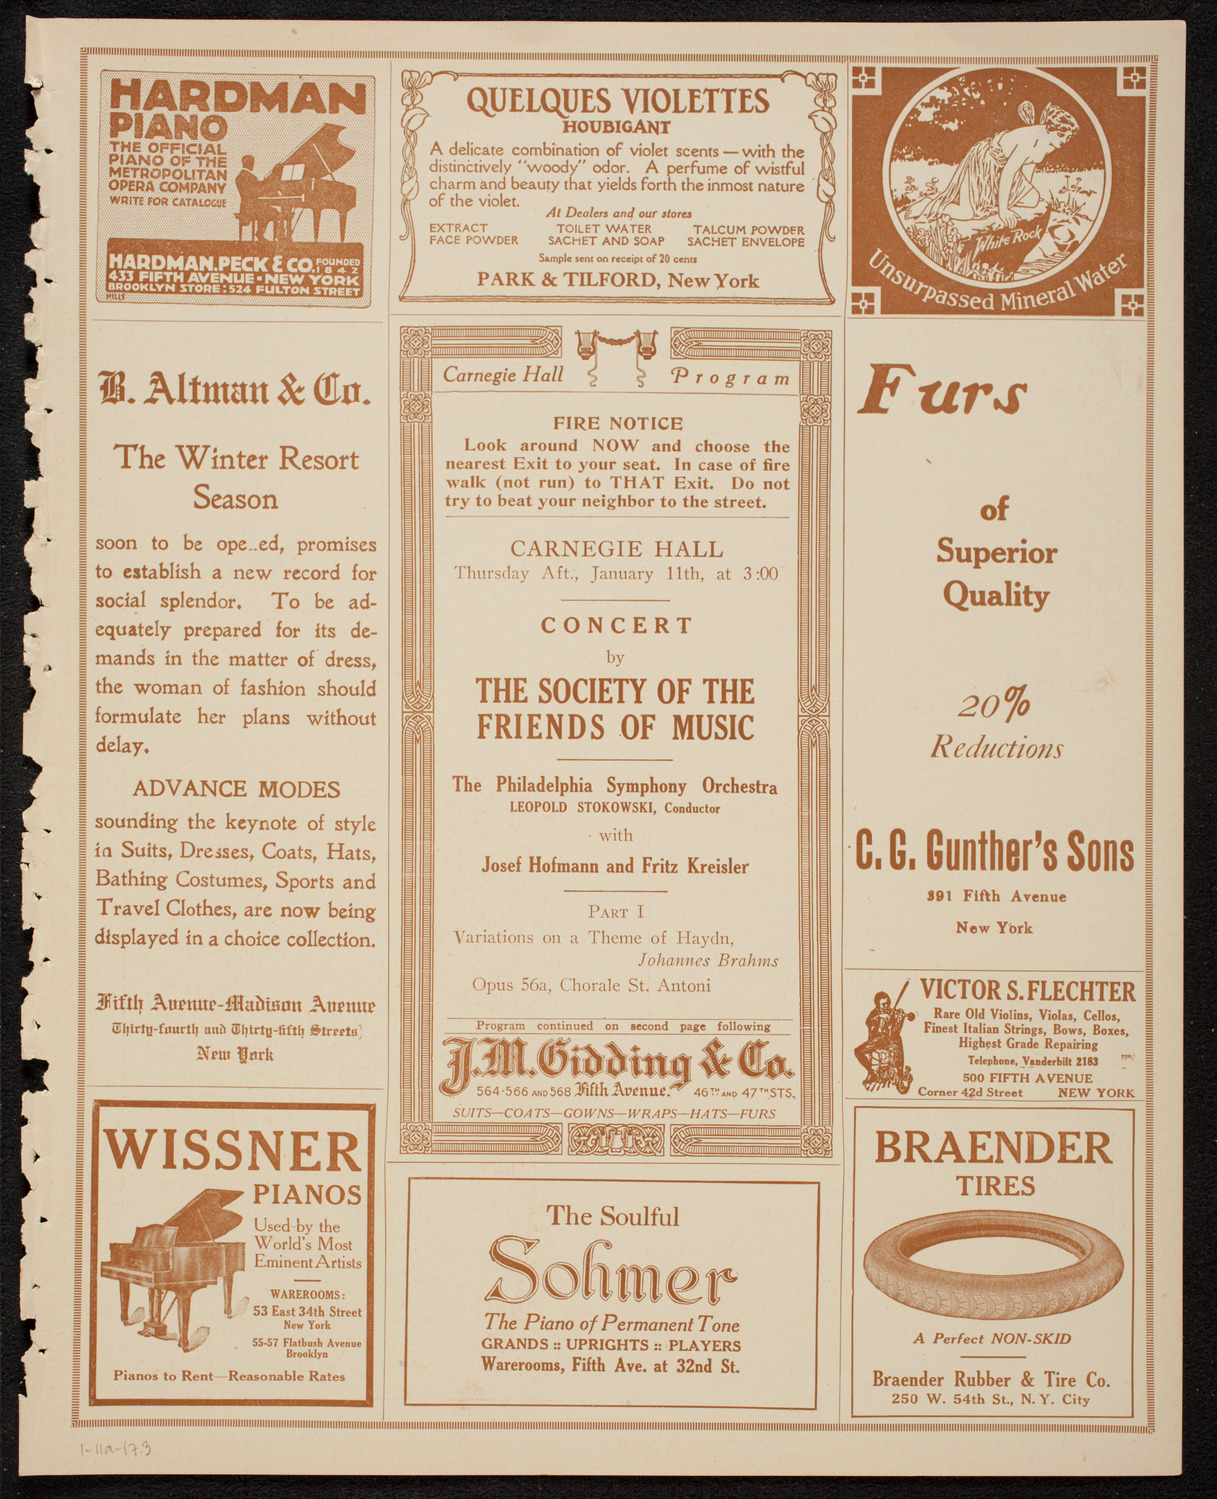 HARDMAN
PIANO
THE OFFICIAL
PIANO OF THE
METROPOLITAN
OPERA COMPANY
WRITE FOR CATALOGUE
HARDMAN, PECK & CO. FOUNDED 1842
433 FIFTH AVENUE • NEW YORK
BROOKLYN STORE: 524 FULTON STREET
HILLS
B. Altman & Co.
The Winter Resort
Season
soon to be ope..ed, promises
to establish a new record for
social splendor. To be ad-
equately prepared for its de-
mands in the matter of dress,
the woman of fashion should
formulate her plans without
delay.
ADVANCE MODES
sounding the keynote of style
in Suits, Dresses, Coats, Hats,
Bathing Costumes, Sports and
Travel Clothes, are now being
displayed in a choice collection.
Fifth Avenue-Madison Avenue
Thirty-fourth and Thirty-fifth Streets
New York
WISSNER
PIANOS
Used by the
World's Most
Eminent Artists
WAREROOMS:
53 East 34th Street
New York
55-57 Flatbush Avenue
Brooklyn
Pianos to Rent—Reasonable Rates
QUELQUES VIOLETTES
HOUBIGANT
A delicate combination of violet scents — with the
distinctively "woody" odor. A perfume of wistful
charm and beauty that yields forth the inmost nature
of the violet.
At Dealers and our stores
EXTRACT TOILET WATER TALCUM POWDER
FACE POWDER SACHET AND SOAP SACHET ENVELOPE
Sample sent on receipt of 20 cents
PARK & TILFORD, New York
Carnegie Hall Program
FIRE NOTICE
Look around NOW and choose the
nearest Exit to your seat. In case of fire
walk (not run) to THAT Exit. Do not
try to beat your neighbor to the street.
CARNEGIE HALL
Thursday Aft., January 11th, at 3:00
CONCERT
by
THE SOCIETY OF THE
FRIENDS OF MUSIC
The Philadelphia Symphony Orchestra
LEOPOLD STOKOWSKI, Conductor
with
Josef Hofmann and Fritz Kreisler
PART I
Variations on a Theme of Haydn,
Johannes Brahms
Opus 56a, Chorale St. Antoni
Program continued on second page following
J. M. Gidding & Co.
564-566 AND 568 Fifth Avenue. 46TH AND 47TH STS.
SUITS—COATS—GOWNS—WRAPS—HATS—FURS
The Soulful
Sohmer
The Piano of Permanent Tone
GRANDS :: UPRIGHTS :: PLAYERS
Warerooms, Fifth Ave. at 32nd St.
White Rock
Unsurpassed Mineral Water
Furs
of
Superior
Quality
20%
Reductions
C. G. Gunther's Sons
391 Fifth Avenue
New York
VICTOR S. FLECHTER
Rare Old Violins, Violas, Cellos,
Finest Italian Strings, Bows, Boxes,
Highest Grade Repairing
Telephone, Vanderbilt 2183
500 FIFTH AVENUE
Corner 42d Street NEW YORK
BRAENDER
TIRES
A Perfect NON-SKID
Braender Rubber & Tire Co.
250 W. 54th St., N. Y. City
1-11a-17.3